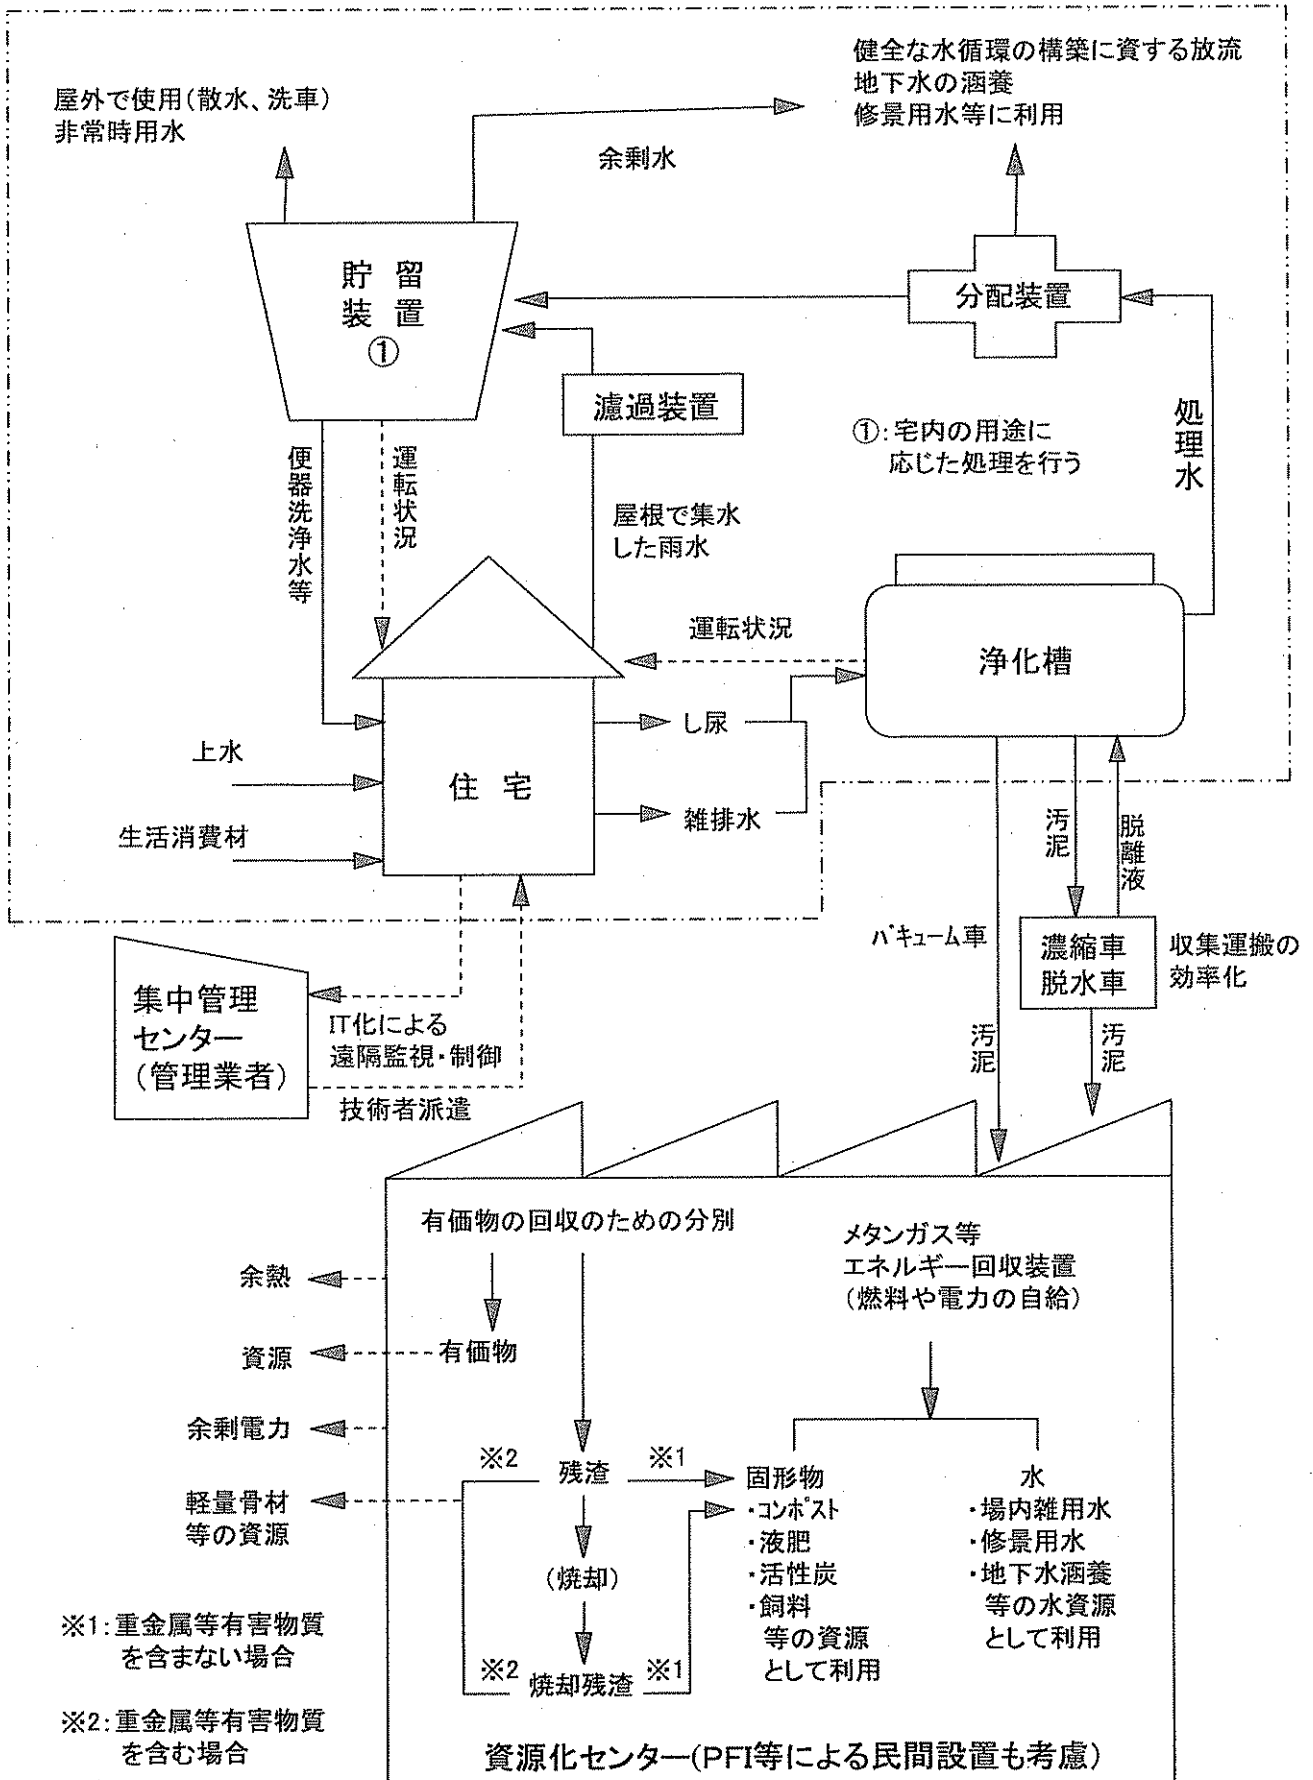 健全な水循環の構築に資する放流
地下水の涵養
修景用水等に利用
屋外で使用(散水、洗車)
非常時用水
余剰水
貯 留
装 置
①
分配装置
濾過装置
①:宅内の用途に
応じた処理を行う
処理水
便器洗浄水等
運転状況
屋根で集水
した雨水
運転状況
浄化槽
し尿
上水
住 宅
雑排水
生活消費材
汚泥
脱離液
バキューム車
濃縮車
脱水車
収集運搬の
効率化
集中管理
センター
(管理業者)
IT化による
遠隔監視・制御
技術者派遣
汚泥
汚泥
有価物の回収のための分別
メタンガス等
エネルギー回収装置
(燃料や電力の自給)
余熱
資源
有価物
余剰電力
※2
残渣
※1
軽量骨材
等の資源
固形物
・コンポスト
・液肥
・活性炭
・飼料
等の資源
として利用
水
・場内雑用水
・修景用水
・地下水涵養
等の水資源
として利用
(焼却)
※2
焼却残渣
※1
※1:重金属等有害物質
を含まない場合
※2:重金属等有害物質
を含む場合
資源化センター(PFI等による民間設置も考慮)